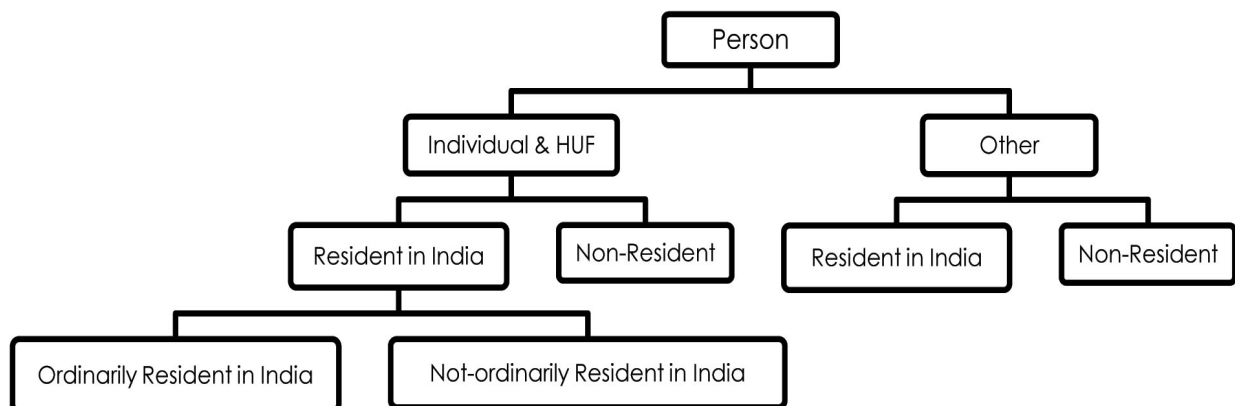 Person
Individual & HUF
Other
Resident in India
Non-Resident
Resident in India
Non-Resident
Ordinarily Resident in India
Not-ordinarily Resident in India